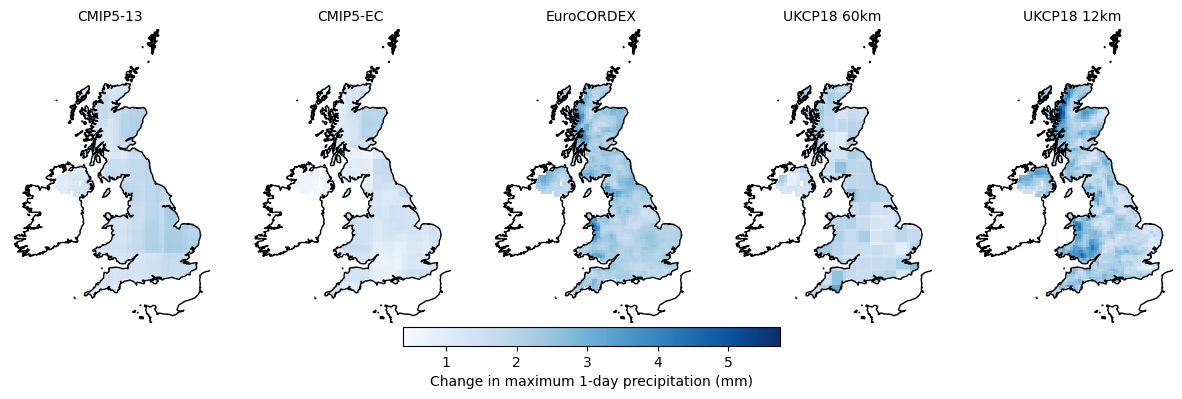 CMIP5-13 CMIP5-EC EuroCORDEX UKCP18 60km UKCP18 12km
1 2 3 4 5
Change in maximum 1-day precipitation (mm)